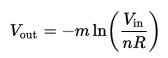 V_out = −m ln(V_in / nR)